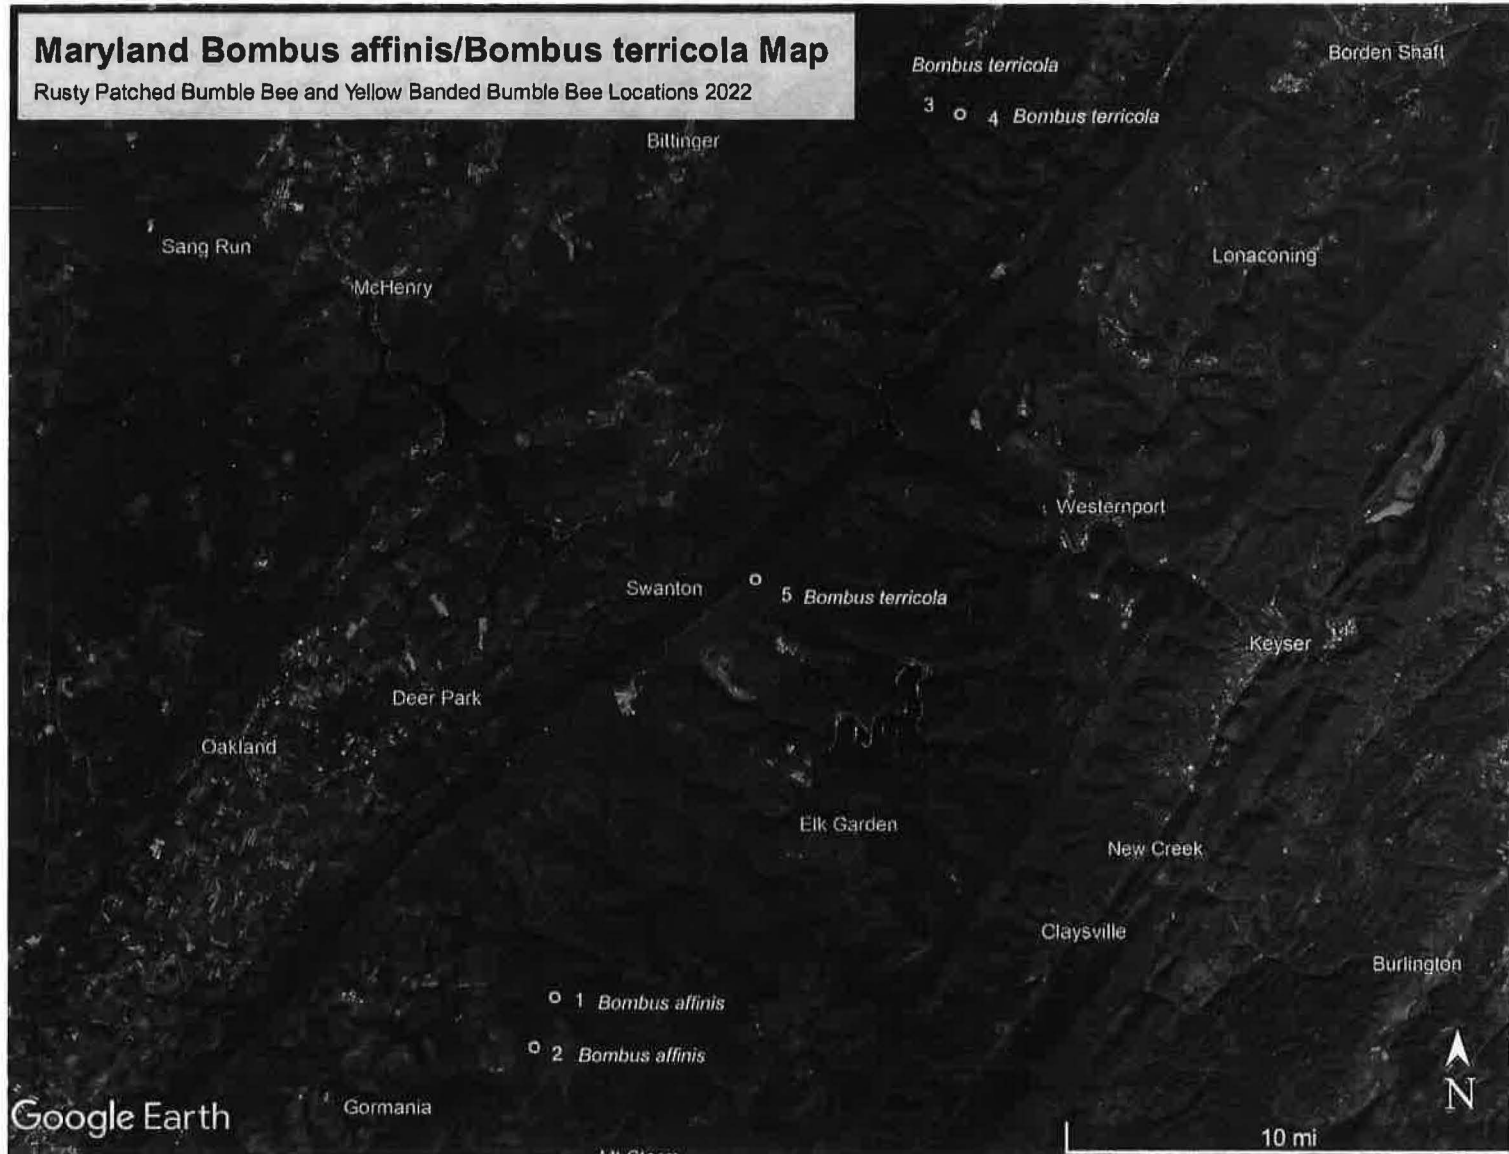 Maryland Bombus affinis/Bombus terricola Map
Rusty Patched Bumble Bee and Yellow Banded Bumble Bee Locations 2022
Borden Shaft
Bombus terricola
3
4 Bombus terricola
Bittinger
Sang Run
Lonaconing
McHenry
Westernport
Swanton
5 Bombus terricola
Keyser
Deer Park
Oakland
Elk Garden
New Creek
Claysville
Burlington
1 Bombus affinis
2 Bombus affinis
Gormania
Google Earth
N
10 mi